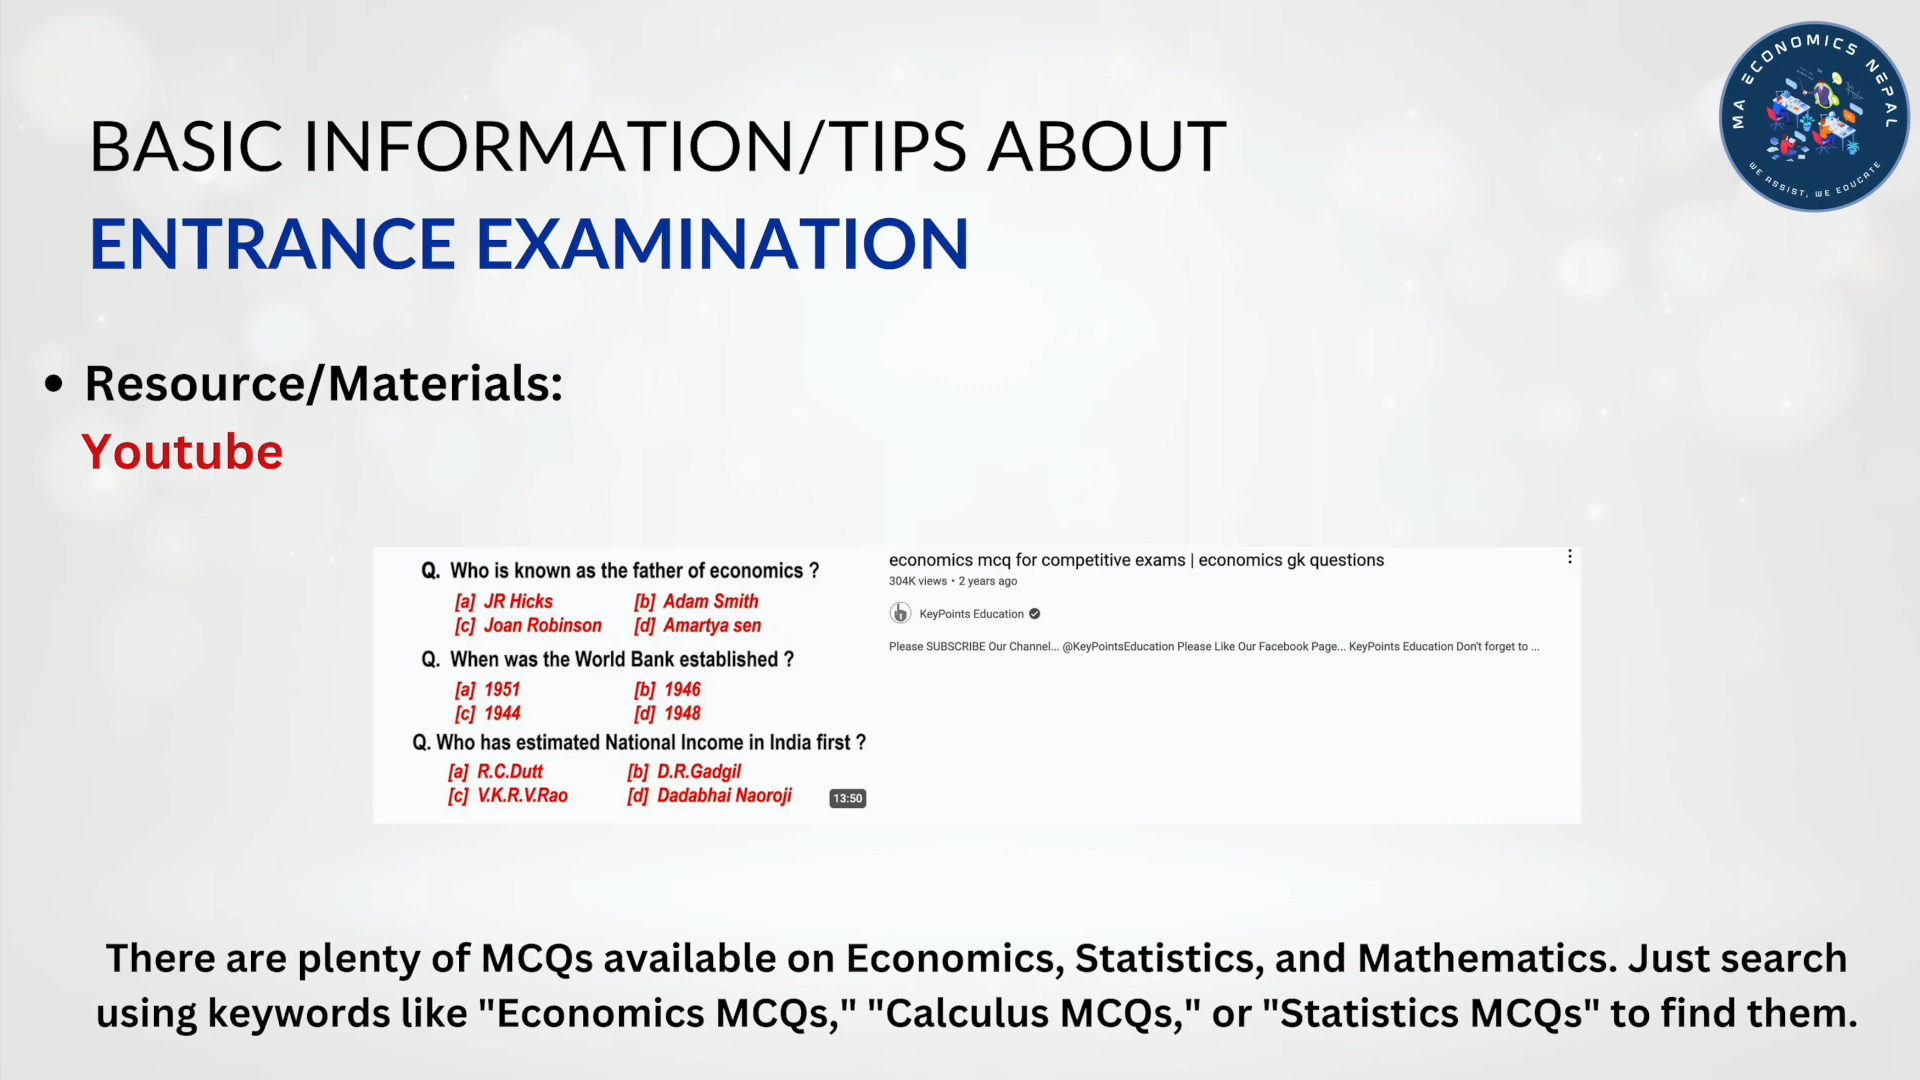 MA ECONOMICS NEPAL
WE ASSIST, WE EDUCATE
BASIC INFORMATION/TIPS ABOUT
ENTRANCE EXAMINATION
• Resource/Materials:
Youtube
Q. Who is known as the father of economics ?
[a] JR Hicks [b] Adam Smith
[c] Joan Robinson [d] Amartya sen
Q. When was the World Bank established ?
[a] 1951 [b] 1946
[c] 1944 [d] 1948
Q. Who has estimated National Income in India first ?
[a] R.C.Dutt [b] D.R.Gadgil
[c] V.K.R.V.Rao [d] Dadabhai Naoroji
13:50
economics mcq for competitive exams | economics gk questions
304K views • 2 years ago
KeyPoints Education
Please SUBSCRIBE Our Channel... @KeyPointsEducation Please Like Our Facebook Page... KeyPoints Education Don't forget to ...
There are plenty of MCQs available on Economics, Statistics, and Mathematics. Just search
using keywords like "Economics MCQs," "Calculus MCQs," or "Statistics MCQs" to find them.